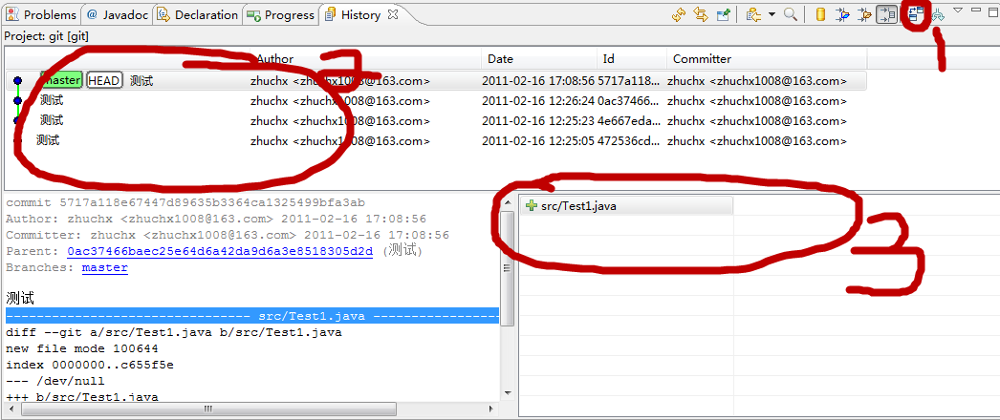 Problems @ Javadoc Declaration Progress History
1
Project: git [git]
2
Author Date Id Committer
master HEAD 测试 zhuchx <zhuchx1008@163.com> 2011-02-16 17:08:56 5717a118... zhuchx <zhuchx1008@163.com>
测试 zhuchx <zhuchx1008@163.com> 2011-02-16 12:26:24 0ac37466... zhuchx <zhuchx1008@163.com>
测试 zhuchx <zhuchx1008@163.com> 2011-02-16 12:25:23 4e667eda... zhuchx <zhuchx1008@163.com>
测试 zhuchx <zhuchx1008@163.com> 2011-02-16 12:25:05 472536cd... zhuchx <zhuchx1008@163.com>
commit 5717a118e67447d89635b3364ca1325499bfa3ab
Author: zhuchx <zhuchx1008@163.com> 2011-02-16 17:08:56
Committer: zhuchx <zhuchx1008@163.com> 2011-02-16 17:08:56
Parent: 0ac37466baec25e64d6a42da9d6a3e8518305d2d (测试)
Branches: master
测试
------------------------------- src/Test1.java ----------------
diff --git a/src/Test1.java b/src/Test1.java
new file mode 100644
index 0000000..c655f5e
--- /dev/null
+++ b/src/Test1.java
src/Test1.java
3